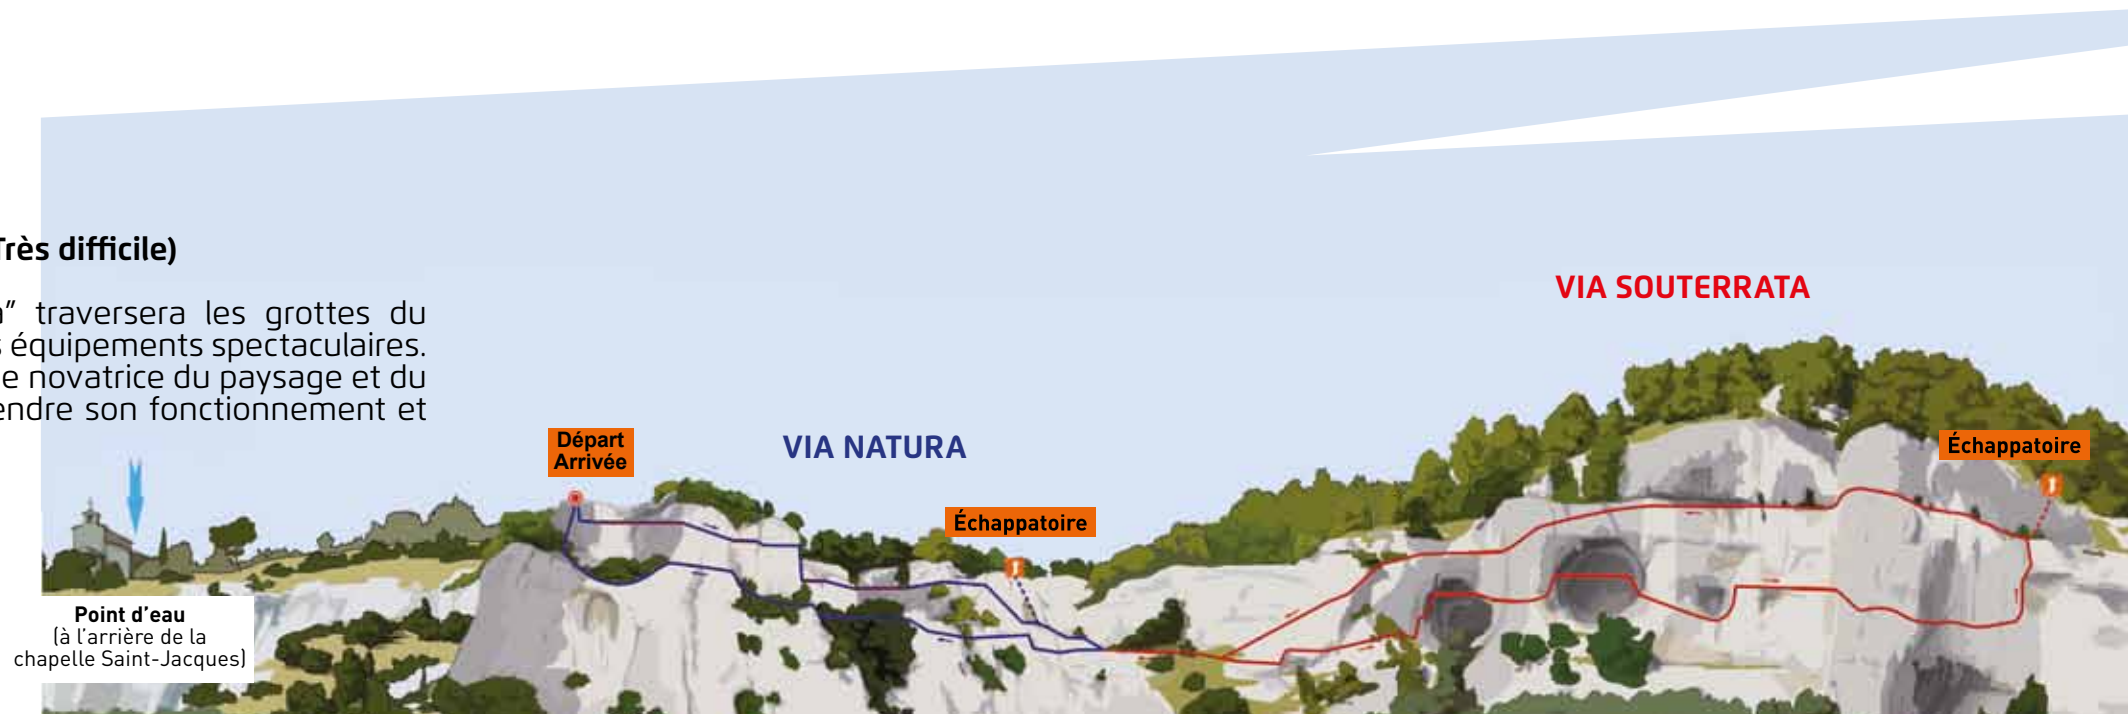 Très difficile)
a” traversera les grottes du
s équipements spectaculaires.
e novatrice du paysage et du
endre son fonctionnement et
VIA SOUTERRATA
Départ
Arrivée
VIA NATURA
Échappatoire
Échappatoire
Point d’eau
(à l’arrière de la
chapelle Saint-Jacques)